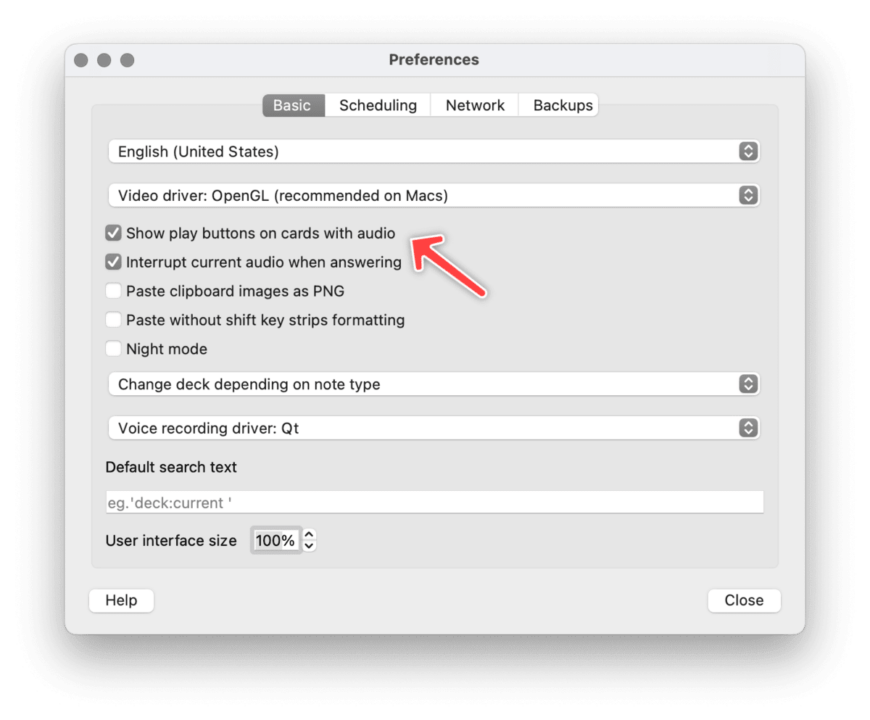 Preferences
Basic Scheduling Network Backups
English (United States)
Video driver: OpenGL (recommended on Macs)
Show play buttons on cards with audio
Interrupt current audio when answering
Paste clipboard images as PNG
Paste without shift key strips formatting
Night mode
Change deck depending on note type
Voice recording driver: Qt
Default search text
eg.'deck:current '
User interface size 100%
Help Close